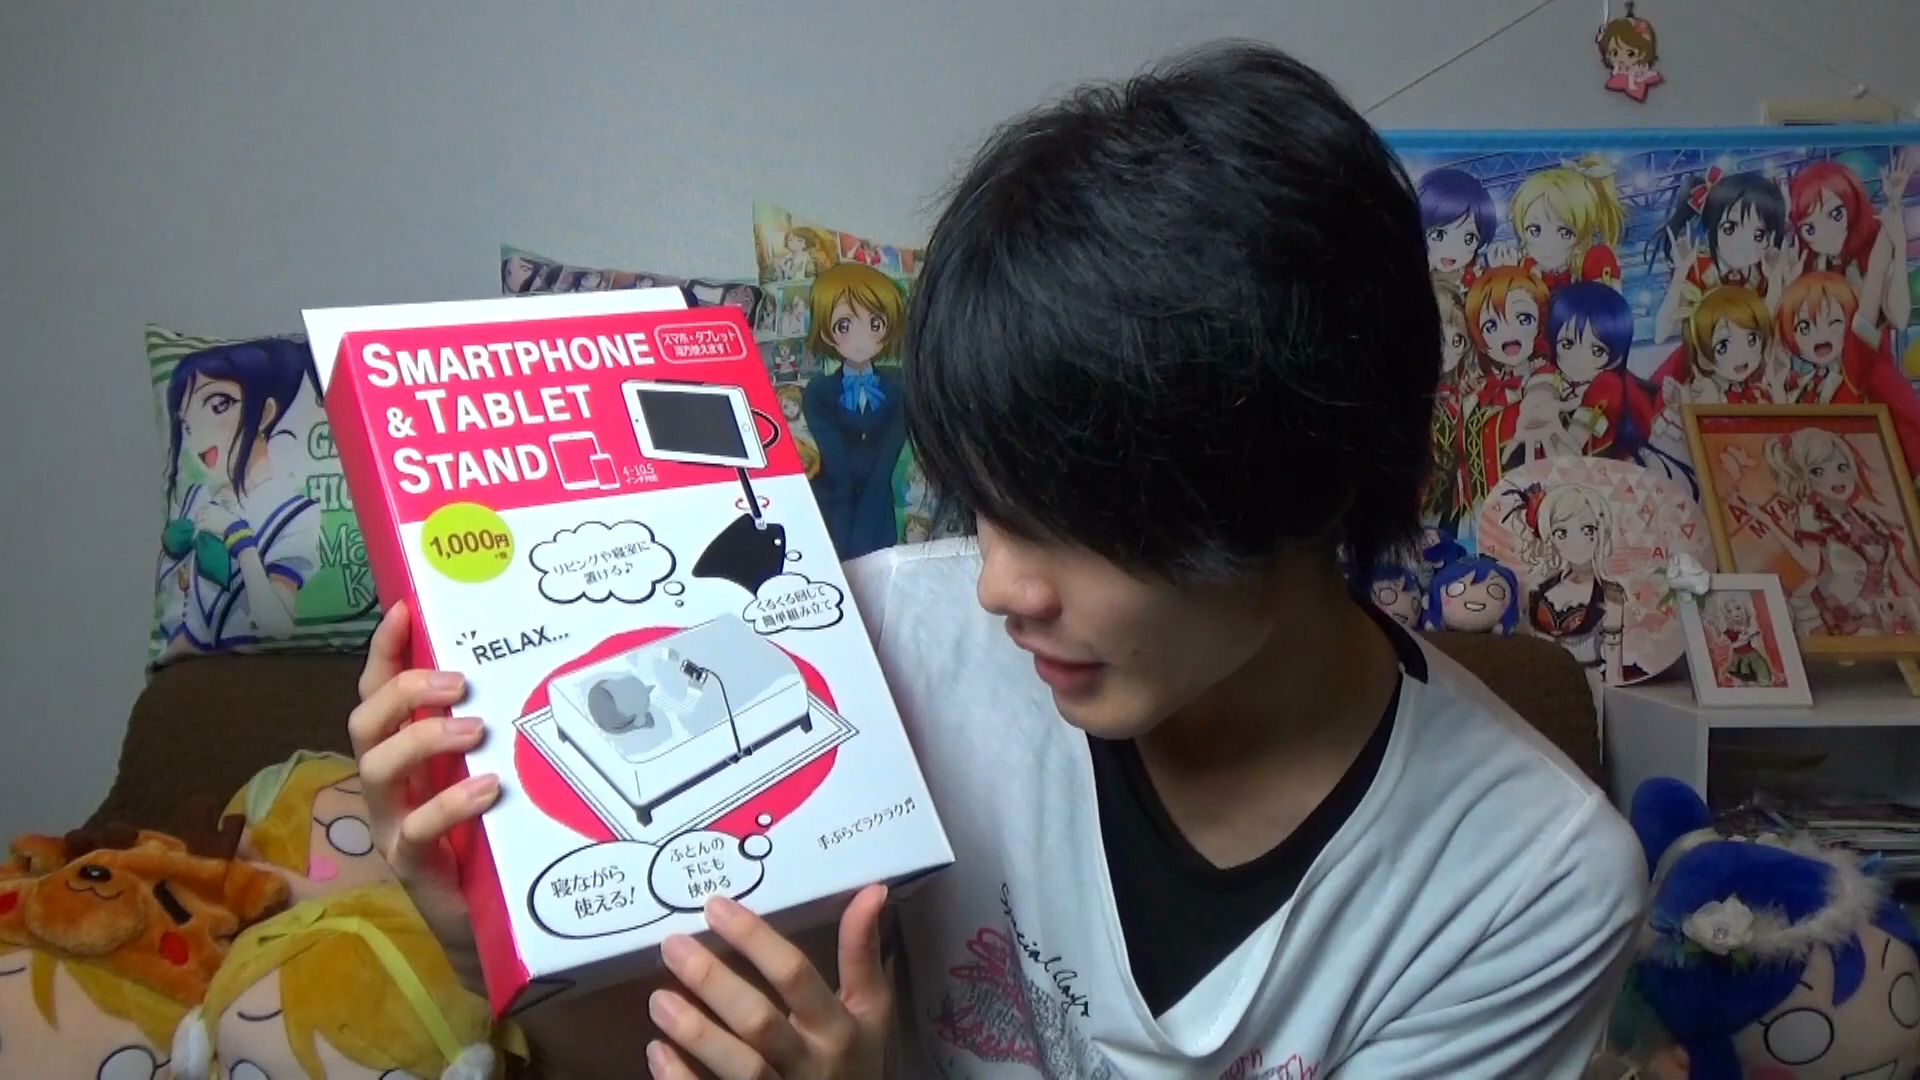 SMARTPHONE
& TABLET
STAND
スマホ・タブレット
両方使えます!
4~10.5
インチ対応
1,000円
+税
リビングや寝室に
置ける♪
くるくる回して
簡単組み立て
RELAX...
手ぶらでラクラク♬
ふとんの
下にも
挟める
寝ながら
使える!